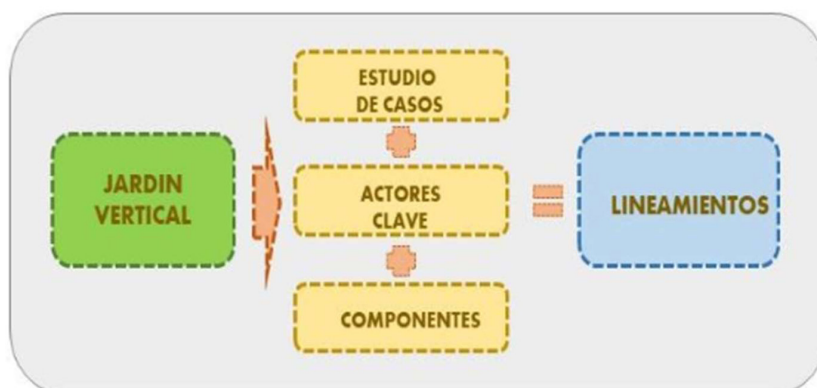 JARDIN
VERTICAL
ESTUDIO
DE CASOS
ACTORES
CLAVE
COMPONENTES
LINEAMIENTOS